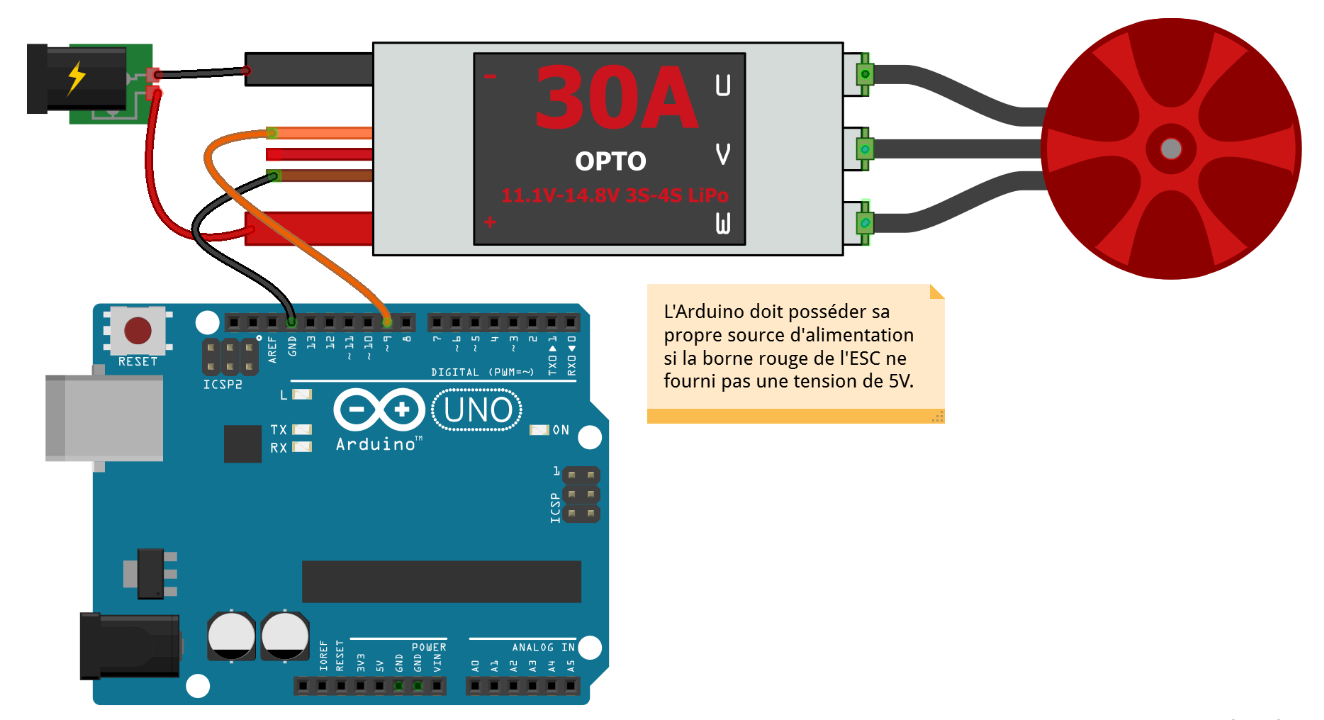 -
30A
U
OPTO
V
11.1V-14.8V 3S-4S LiPo
+
W
L'Arduino doit posséder sa
propre source d'alimentation
si la borne rouge de l'ESC ne
fourni pas une tension de 5V.
RESET
ICSP2
AREF
GND
13
12
~11
~10
~9
8
7
~6
~5
4
~3
2
TX0▶1
RX0◀0
DIGITAL (PWM=~)
L
TX
RX
Arduino™
UNO
ON
1
ICSP
IOREF
RESET
3V3
5V
GND
GND
VIN
POWER
ANALOG IN
A0
A1
A2
A3
A4
A5